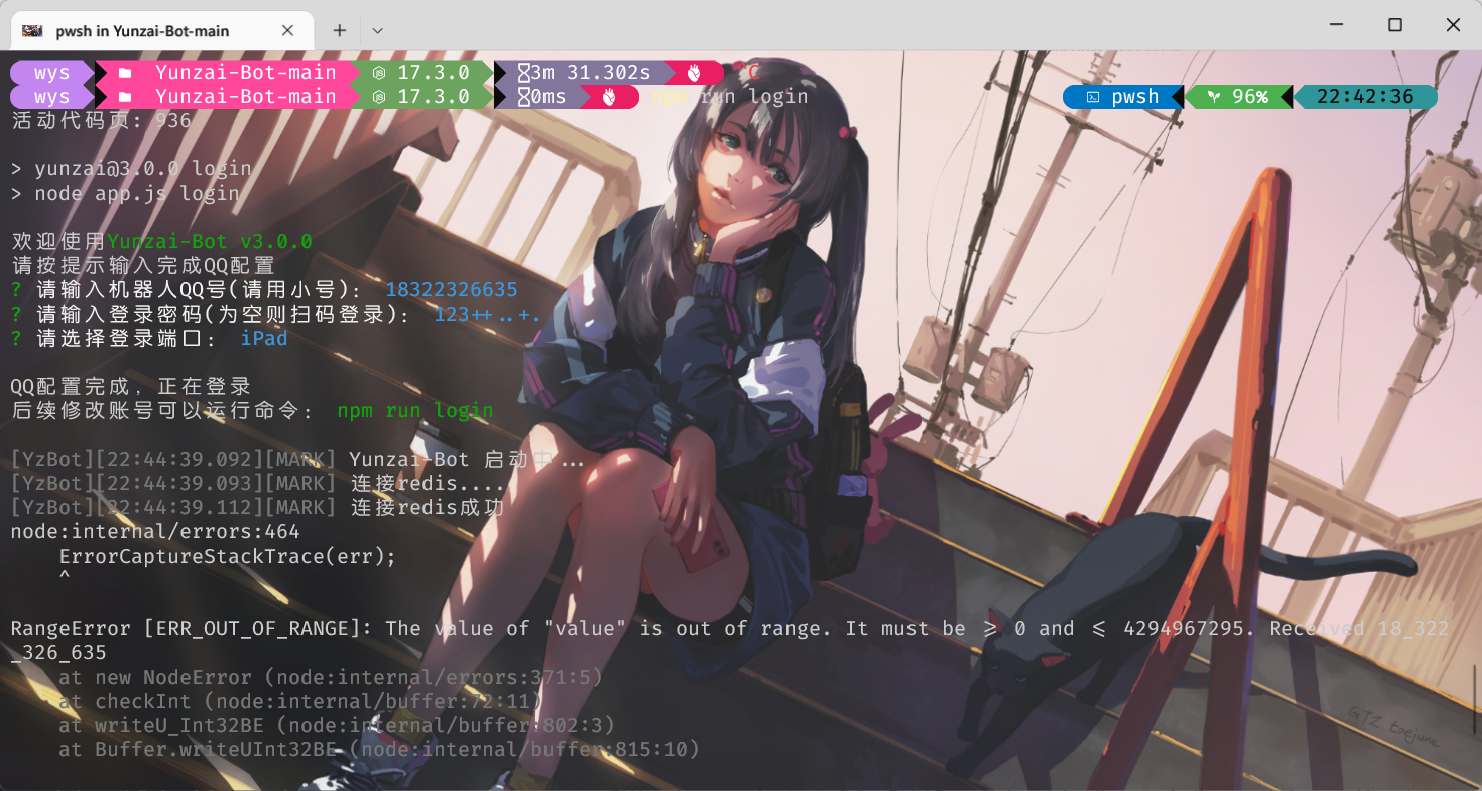 pwsh in Yunzai-Bot-main
wys Yunzai-Bot-main 17.3.0 3m 31.302s ^C
wys Yunzai-Bot-main 17.3.0 0ms npm run login pwsh 96% 22:42:36
活动代码页: 936
> yunzai@3.0.0 login
> node app.js login
欢迎使用Yunzai-Bot v3.0.0
请按提示输入完成QQ配置
? 请输入机器人QQ号(请用小号): 18322326635
? 请输入登录密码(为空则扫码登录): 123++..+.
? 请选择登录端口: iPad
QQ配置完成，正在登录
后续修改账号可以运行命令: npm run login
[YzBot][22:44:39.092][MARK] Yunzai-Bot 启动中...
[YzBot][22:44:39.093][MARK] 连接redis....
[YzBot][22:44:39.112][MARK] 连接redis成功
node:internal/errors:464
ErrorCaptureStackTrace(err);
^
RangeError [ERR_OUT_OF_RANGE]: The value of "value" is out of range. It must be >= 0 and <= 4294967295. Received 18_322
_326_635
at new NodeError (node:internal/errors:371:5)
at checkInt (node:internal/buffer:72:11)
at writeU_Int32BE (node:internal/buffer:802:3)
at Buffer.writeUInt32BE (node:internal/buffer:815:10)
GTZ.taejune